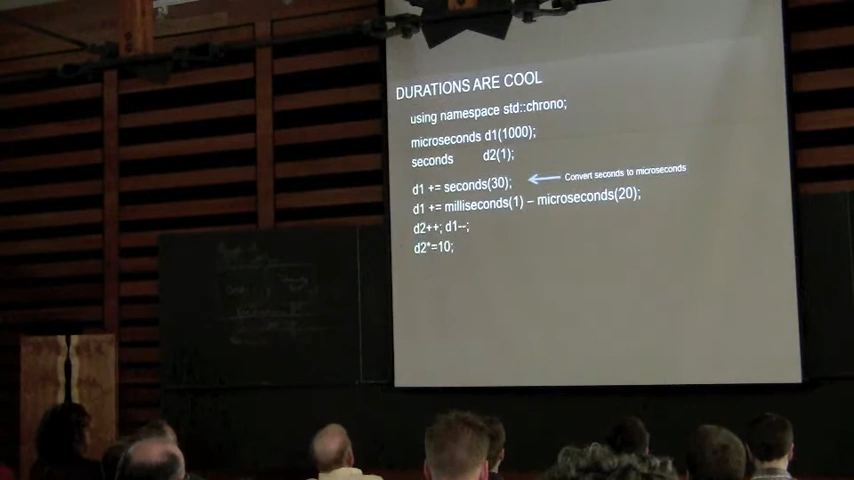 DURATIONS ARE COOL
using namespace std::chrono;
microseconds d1(1000);
seconds d2(1);
d1 += seconds(30); Convert seconds to microseconds
d1 += milliseconds(1) – microseconds(20);
d2++; d1--;
d2*=10;